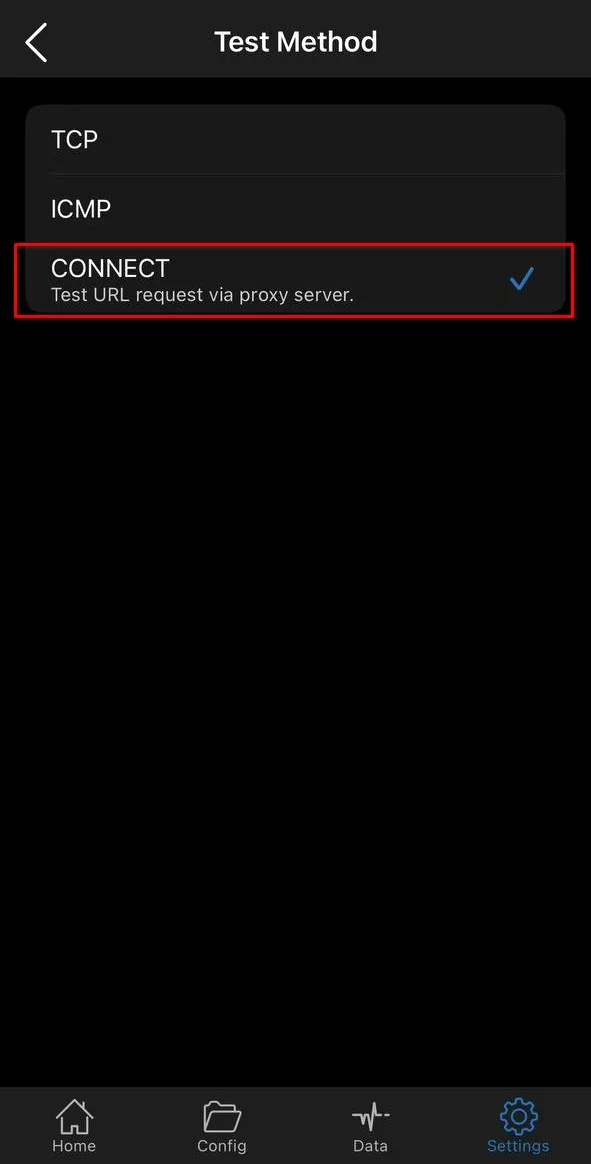 Test Method
TCP
ICMP
CONNECT
Test URL request via proxy server.
Home
Config
Data
Settings